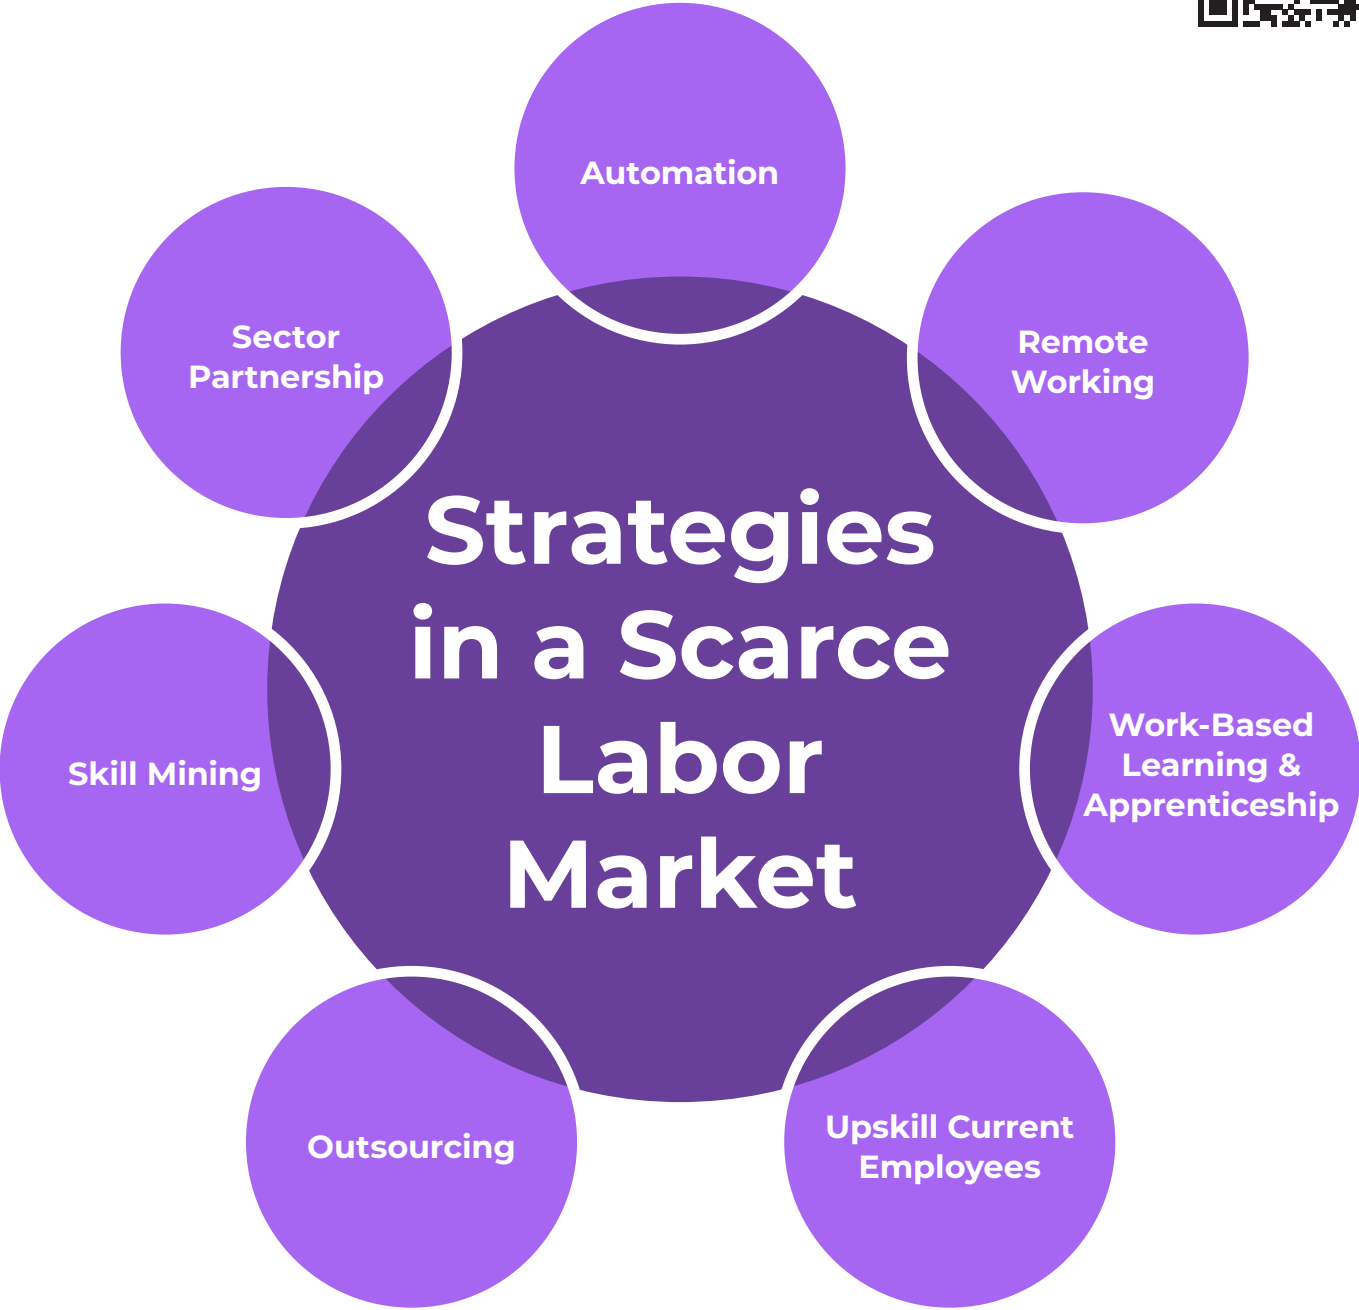 Automation
Sector
Partnership
Remote
Working
Strategies
in a Scarce
Labor
Market
Work-Based
Learning &
Apprenticeship
Skill Mining
Outsourcing
Upskill Current
Employees